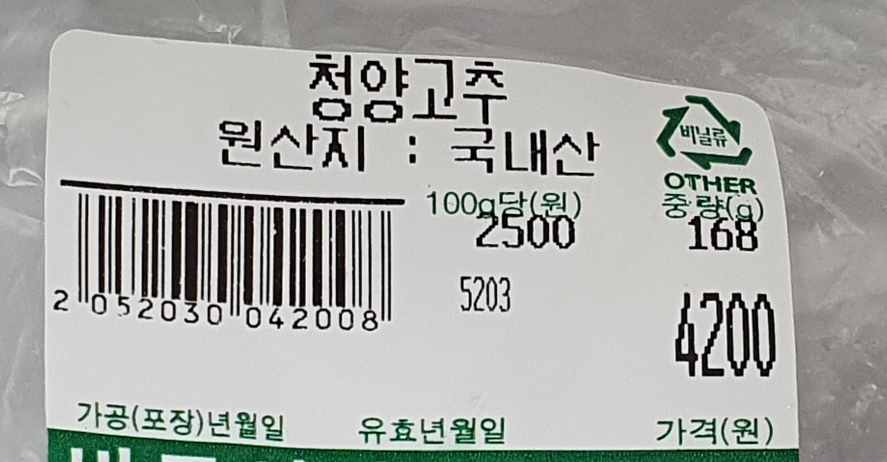 청양고추
원산지 : 국내산
비닐류
OTHER
100g당(원) 중량(g)
2500 168
5203
4200
2 052030 042008
가공(포장)년월일 유효년월일 가격(원)